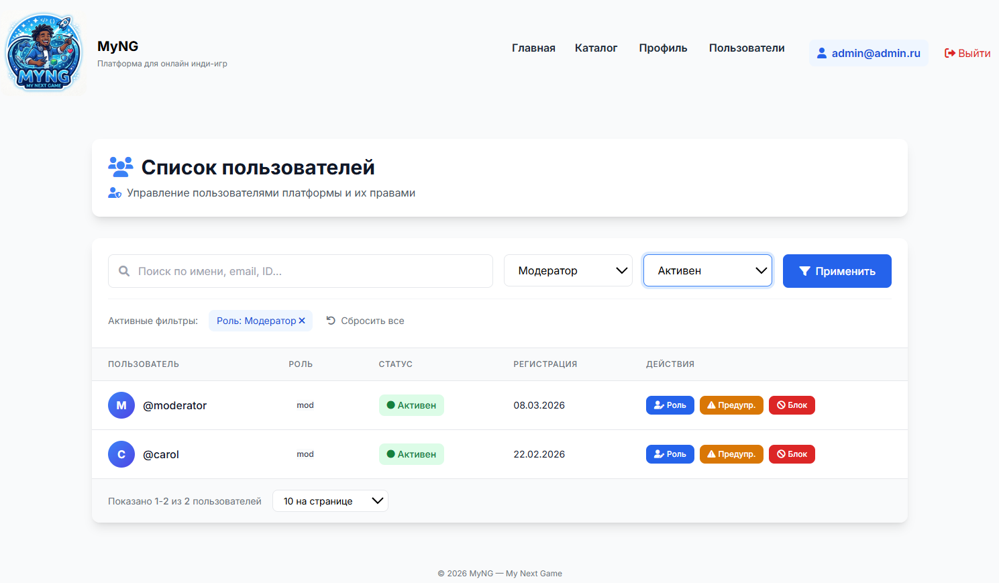 MYNG
MY NEXT GAME
MyNG
Платформа для онлайн инди-игр
Главная Каталог Профиль Пользователи admin@admin.ru Выйти
Список пользователей
Управление пользователями платформы и их правами
Поиск по имени, email, ID... Модератор Активен Применить
Активные фильтры: Роль: Модератор Сбросить все
ПОЛЬЗОВАТЕЛЬ РОЛЬ СТАТУС РЕГИСТРАЦИЯ ДЕЙСТВИЯ
M @moderator mod Активен 08.03.2026 Роль Предупр. Блок
C @carol mod Активен 22.02.2026 Роль Предупр. Блок
Показано 1-2 из 2 пользователей 10 на странице
© 2026 MyNG — My Next Game